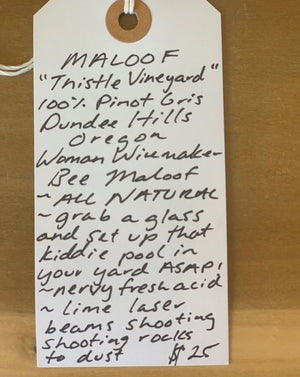 MALOOF
"Thistle Vineyard"
100% Pinot Gris
Dundee Hills
Oregon
Woman Winemaker
Bee Maloof
~ ALL NATURAL
~ grab a glass
and set up that
kiddie pool in
your yard ASAP!
~ nervy fresh acid
~ lime laser
beams shooting
shooting rocks
to dust $25